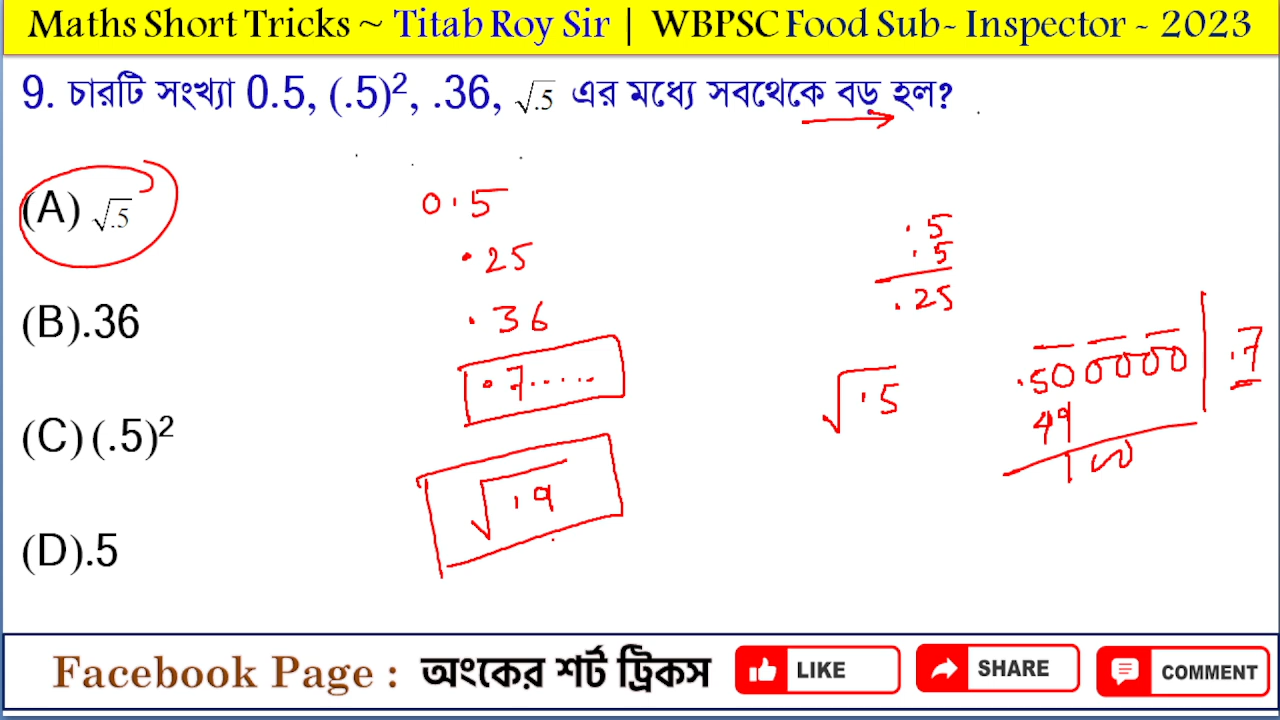 Maths Short Tricks ~ Titab Roy Sir | WBPSC Food Sub- Inspector - 2023
9. চারটি সংখ্যা 0.5, (.5)², .36, √.5 এর মধ্যে সবথেকে বড় হল?
(A) √.5
(B).36
(C) (.5)²
(D).5
0.5
.25
.36
.7.....
√.9
.5
.5
.25
√.5
.500000 | .7
49
100
Facebook Page : অংকের শর্ট ট্রিকস LIKE SHARE COMMENT